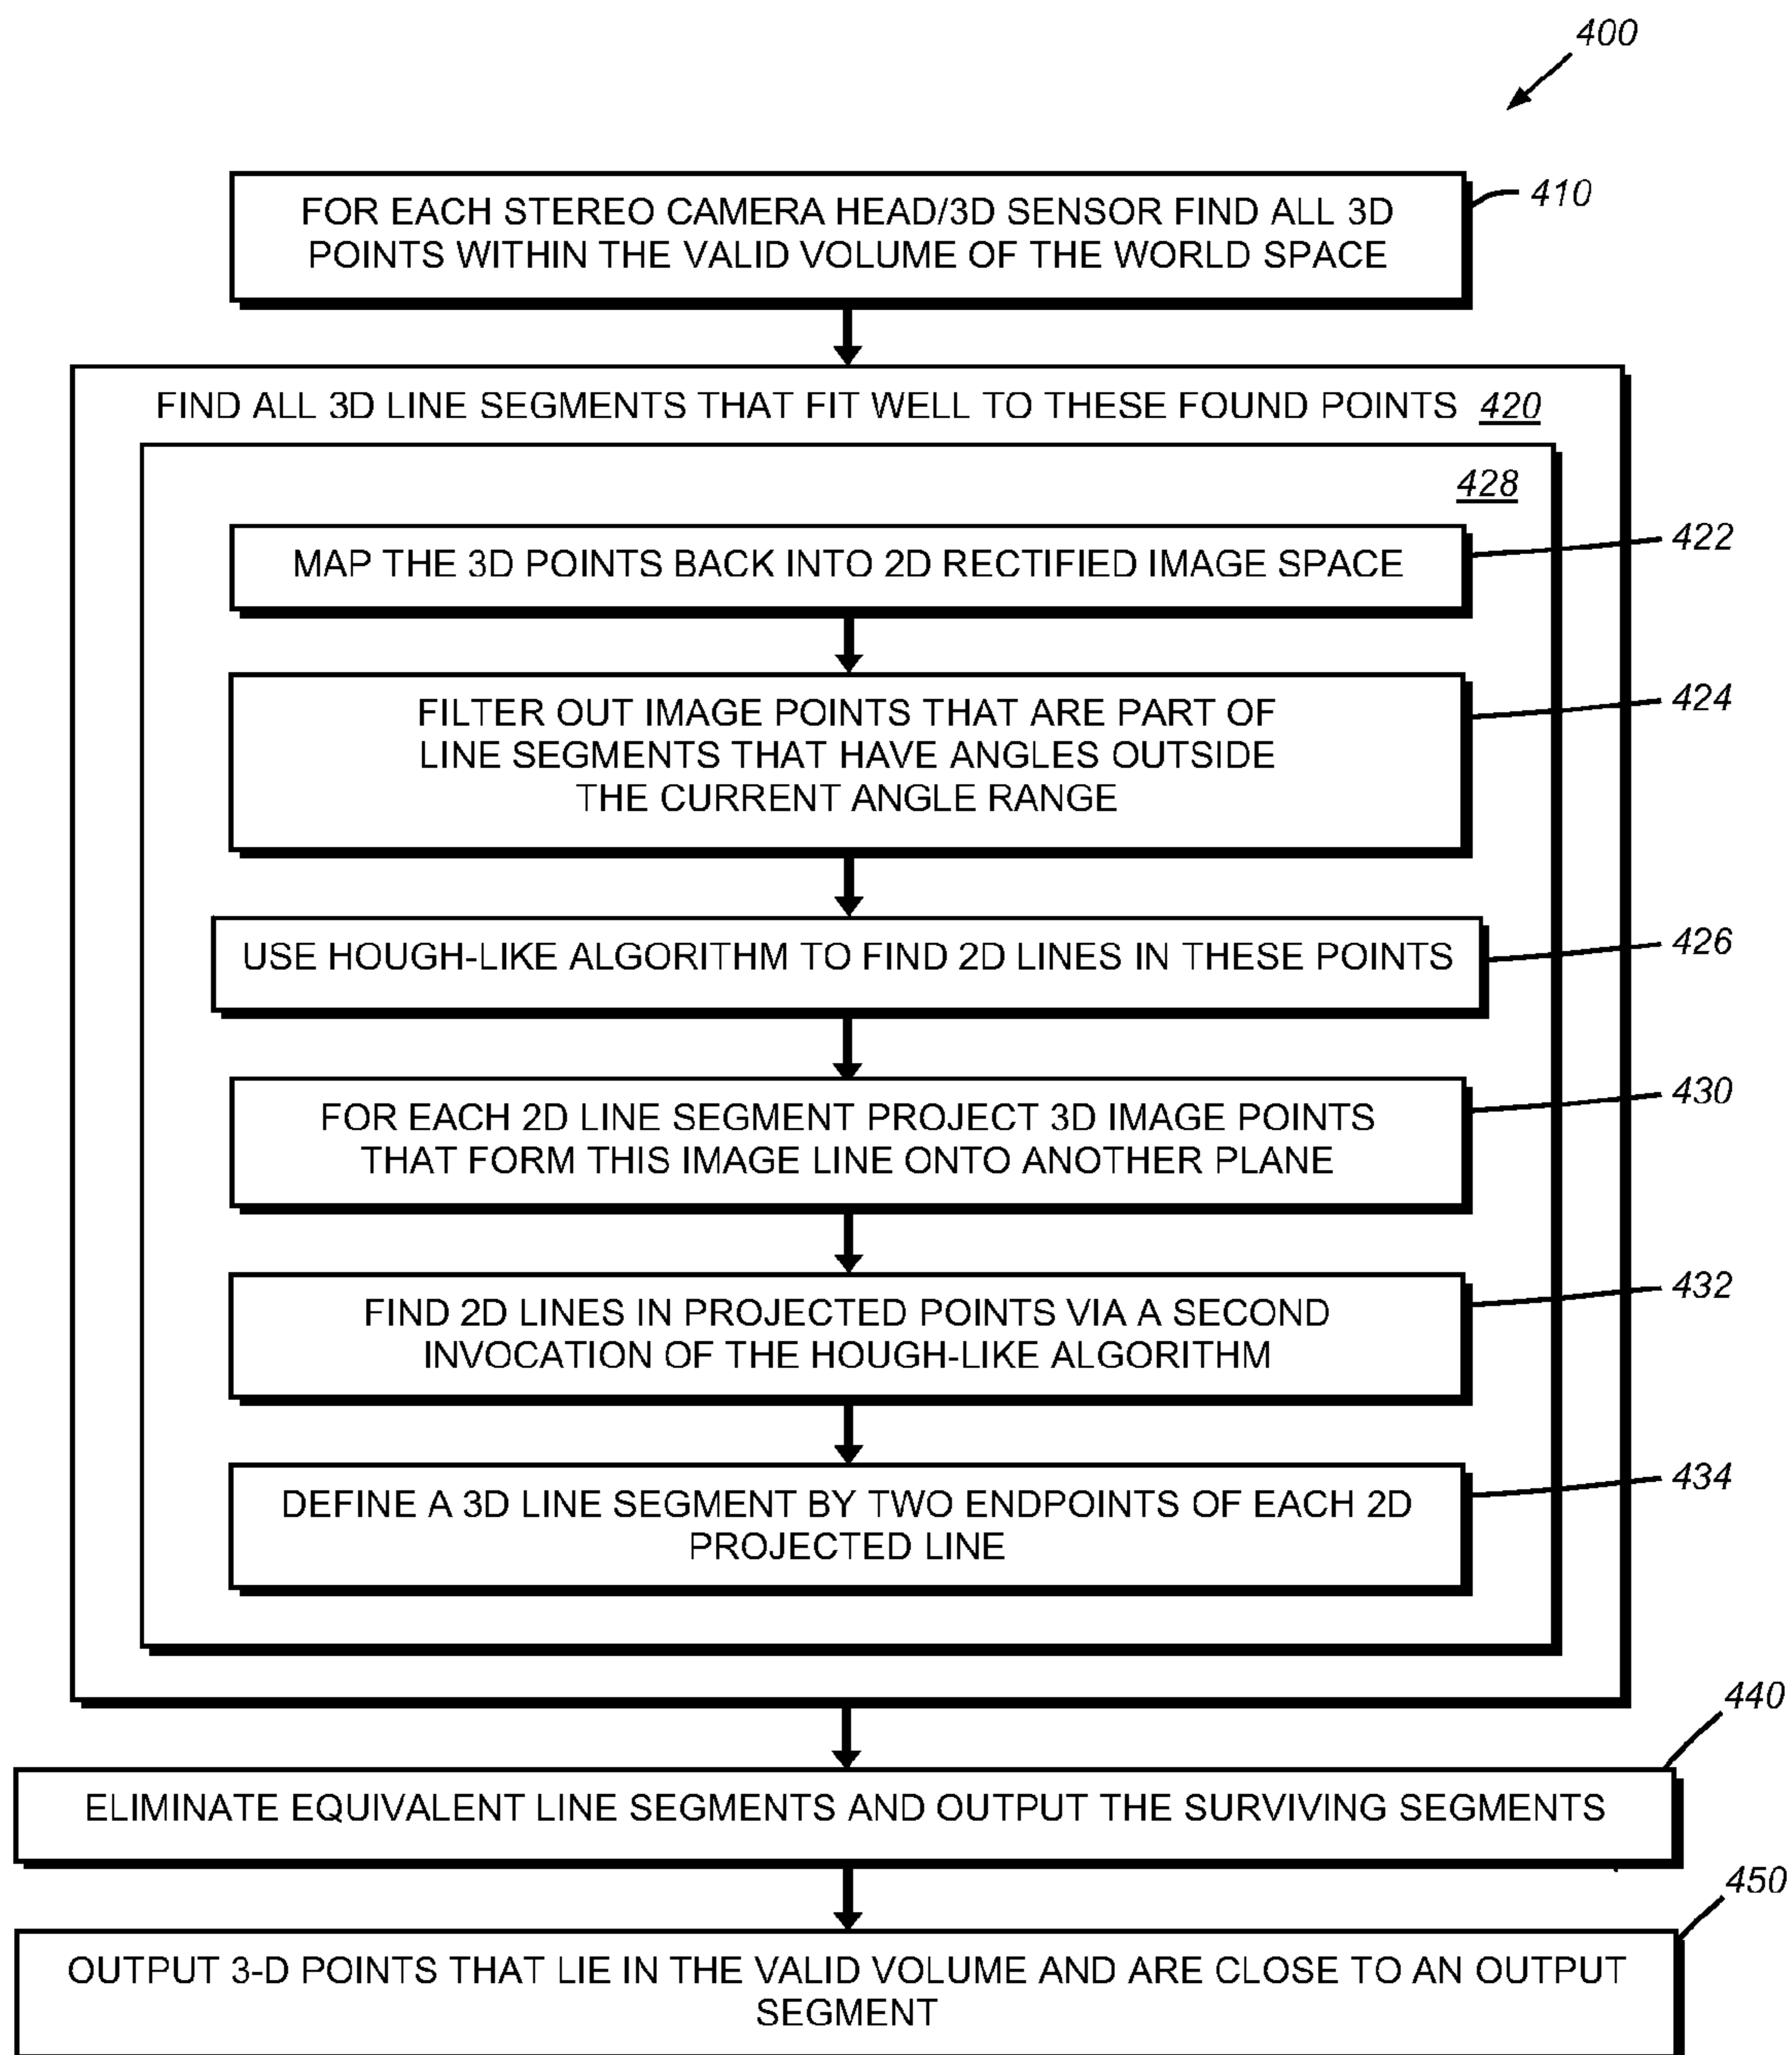 400
FOR EACH STEREO CAMERA HEAD/3D SENSOR FIND ALL 3D
POINTS WITHIN THE VALID VOLUME OF THE WORLD SPACE
410
FIND ALL 3D LINE SEGMENTS THAT FIT WELL TO THESE FOUND POINTS 420
428
MAP THE 3D POINTS BACK INTO 2D RECTIFIED IMAGE SPACE
422
FILTER OUT IMAGE POINTS THAT ARE PART OF
LINE SEGMENTS THAT HAVE ANGLES OUTSIDE
THE CURRENT ANGLE RANGE
424
USE HOUGH-LIKE ALGORITHM TO FIND 2D LINES IN THESE POINTS
426
FOR EACH 2D LINE SEGMENT PROJECT 3D IMAGE POINTS
THAT FORM THIS IMAGE LINE ONTO ANOTHER PLANE
430
FIND 2D LINES IN PROJECTED POINTS VIA A SECOND
INVOCATION OF THE HOUGH-LIKE ALGORITHM
432
DEFINE A 3D LINE SEGMENT BY TWO ENDPOINTS OF EACH 2D
PROJECTED LINE
434
440
ELIMINATE EQUIVALENT LINE SEGMENTS AND OUTPUT THE SURVIVING SEGMENTS
450
OUTPUT 3-D POINTS THAT LIE IN THE VALID VOLUME AND ARE CLOSE TO AN OUTPUT
SEGMENT